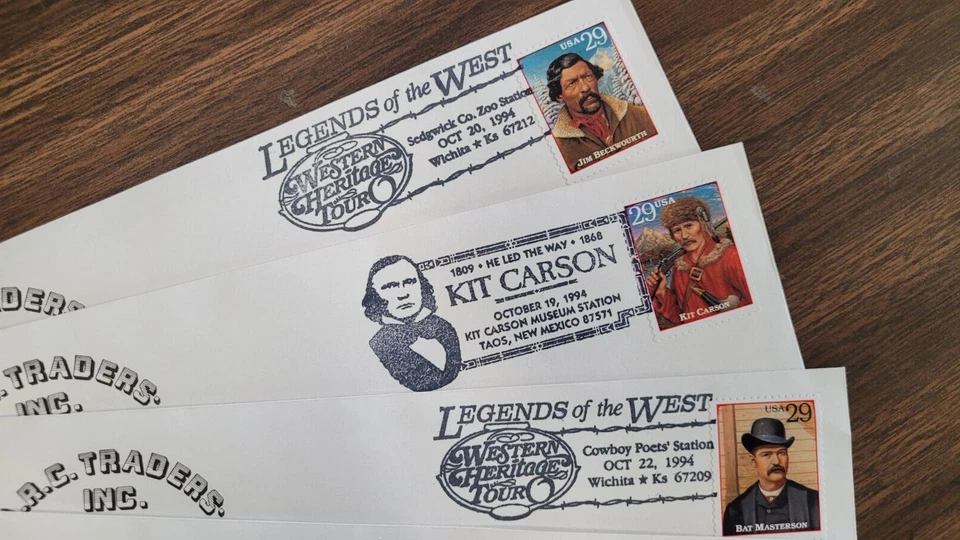 LEGENDS of the WEST
WESTERN
HERITAGE
TOUR
Sedgwick Co. Zoo Station
OCT 20, 1994
Wichita ★ Ks 67212
USA 29
JIM BECKWOURTH
DERS
1809 • HE LED THE WAY • 1868
KIT CARSON
OCTOBER 19, 1994
KIT CARSON MUSEUM STATION
TAOS, NEW MEXICO 87571
29 USA
KIT CARSON
C. TRADERS,
INC.
LEGENDS of the WEST
WESTERN
HERITAGE
TOUR
Cowboy Poets' Station
OCT 22, 1994
Wichita ★ Ks 67209
USA 29
BAT MASTERSON
R.C. TRADERS,
INC.